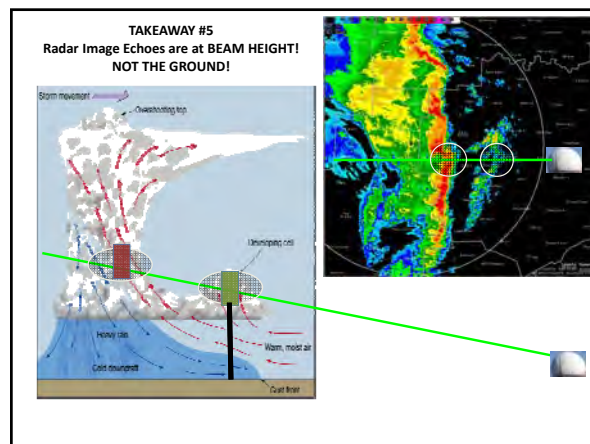 TAKEAWAY #5
Radar Image Echoes are at BEAM HEIGHT!
NOT THE GROUND!
Storm movement
Overshooting top
Developing cell
Heavy rain
Warm, moist air
Cold downdraft
Gust front